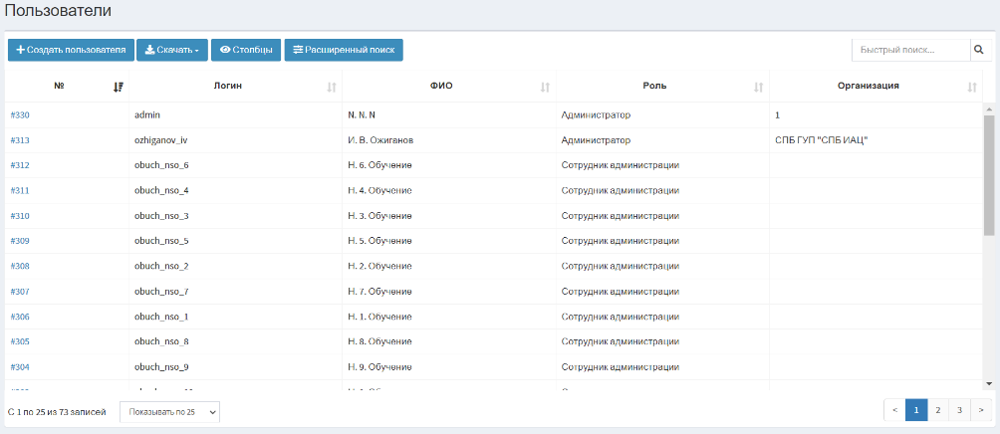 Пользователи
Создать пользователя Скачать Столбцы Расширенный поиск Быстрый поиск...
№ Логин ФИО Роль Организация
#330 admin N. N. N Администратор 1
#313 ozhiganov_iv И. В. Ожиганов Администратор СПБ ГУП "СПБ ИАЦ"
#312 obuch_nso_6 Н. 6. Обучение Сотрудник администрации
#311 obuch_nso_4 Н. 4. Обучение Сотрудник администрации
#310 obuch_nso_3 Н. 3. Обучение Сотрудник администрации
#309 obuch_nso_5 Н. 5. Обучение Сотрудник администрации
#308 obuch_nso_2 Н. 2. Обучение Сотрудник администрации
#307 obuch_nso_7 Н. 7. Обучение Сотрудник администрации
#306 obuch_nso_1 Н. 1. Обучение Сотрудник администрации
#305 obuch_nso_8 Н. 8. Обучение Сотрудник администрации
#304 obuch_nso_9 Н. 9. Обучение Сотрудник администрации
С 1 по 25 из 73 записей Показывать по 25 < 1 2 3 >